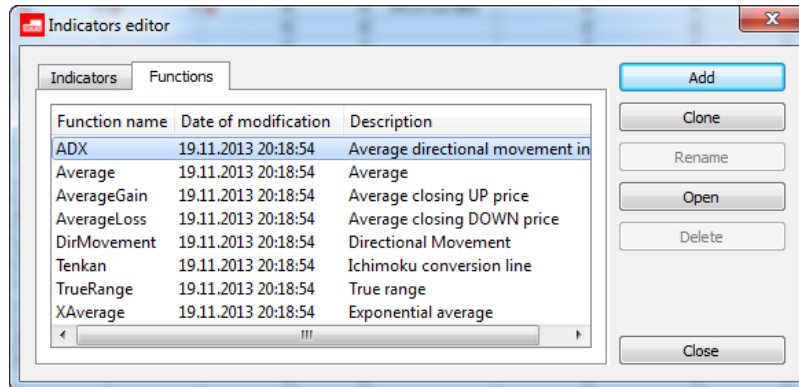 Indicators editor
Indicators Functions
Add
Function name Date of modification Description
Clone
ADX 19.11.2013 20:18:54 Average directional movement in
Rename
Average 19.11.2013 20:18:54 Average
AverageGain 19.11.2013 20:18:54 Average closing UP price
Open
AverageLoss 19.11.2013 20:18:54 Average closing DOWN price
DirMovement 19.11.2013 20:18:54 Directional Movement
Delete
Tenkan 19.11.2013 20:18:54 Ichimoku conversion line
TrueRange 19.11.2013 20:18:54 True range
XAverage 19.11.2013 20:18:54 Exponential average
Close